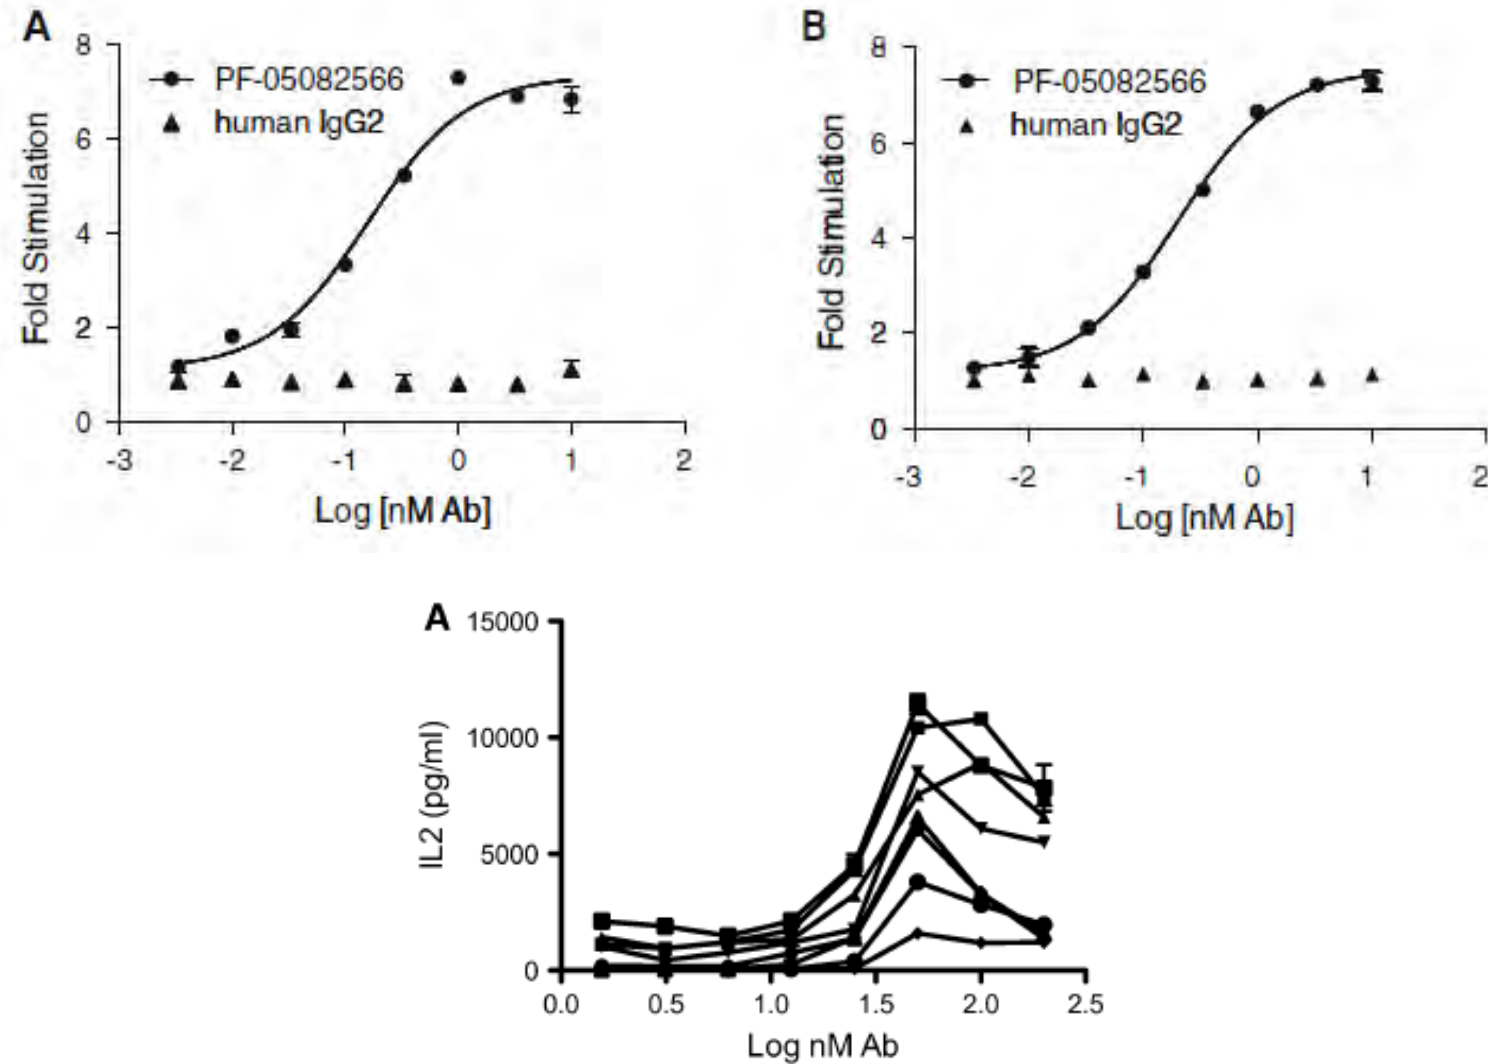 A
8
PF-05082566
human IgG2
6
4
2
0
Fold Stimulation
-3 -2 -1 0 1 2
Log [nM Ab]
B
8
PF-05082566
human IgG2
6
4
2
0
Fold Stimulation
-3 -2 -1 0 1 2
Log [nM Ab]
A
15000
10000
5000
0
IL2 (pg/ml)
0.0 0.5 1.0 1.5 2.0 2.5
Log nM Ab